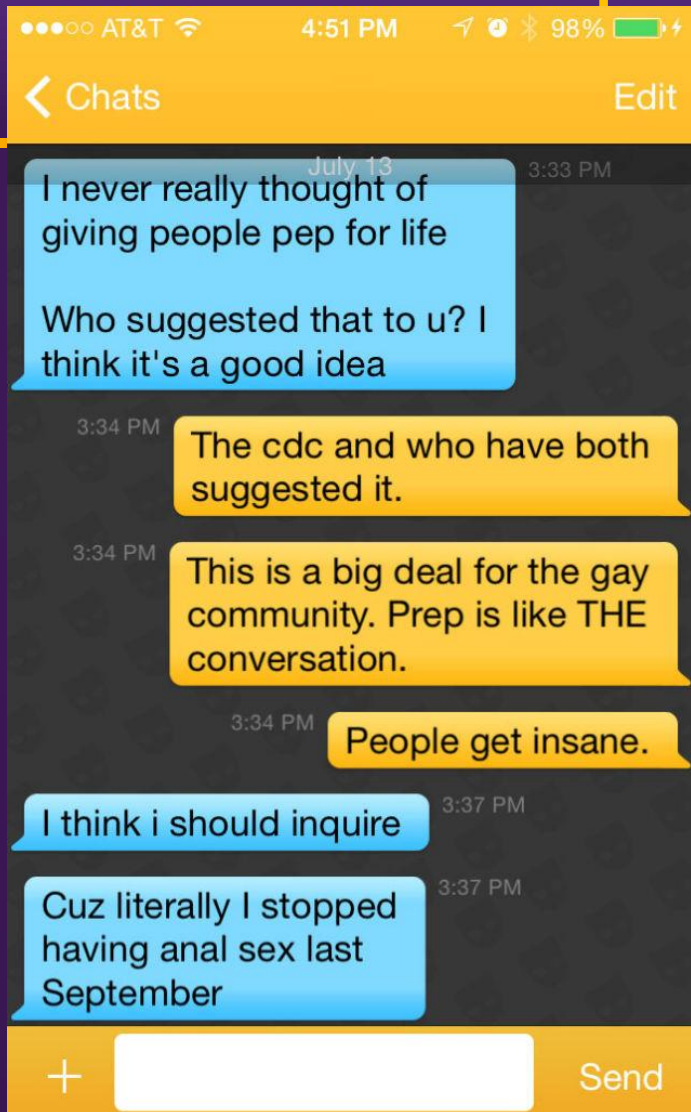 AT&T 4:51 PM 98%
Chats Edit
July 13
3:33 PM
I never really thought of
giving people pep for life
Who suggested that to u? I
think it's a good idea
3:34 PM
The cdc and who have both
suggested it.
3:34 PM
This is a big deal for the gay
community. Prep is like THE
conversation.
3:34 PM
People get insane.
I think i should inquire
3:37 PM
3:37 PM
Cuz literally I stopped
having anal sex last
September
+ Send